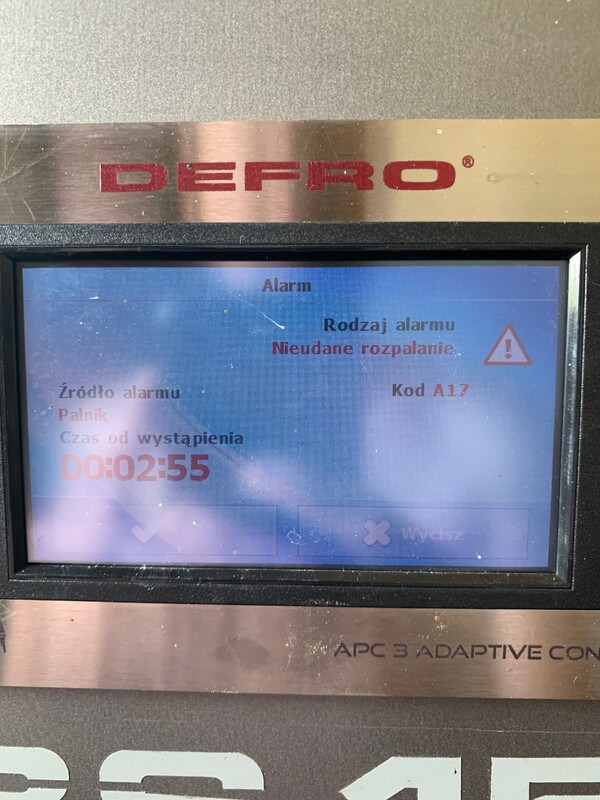 DEFRO®
Alarm
Rodzaj alarmu
Nieudane rozpalanie
Źródło alarmu
Kod A17
Palnik
Czas od wystąpienia
00:02:55
Wycisz
APC 3 ADAPTIVE CON
15